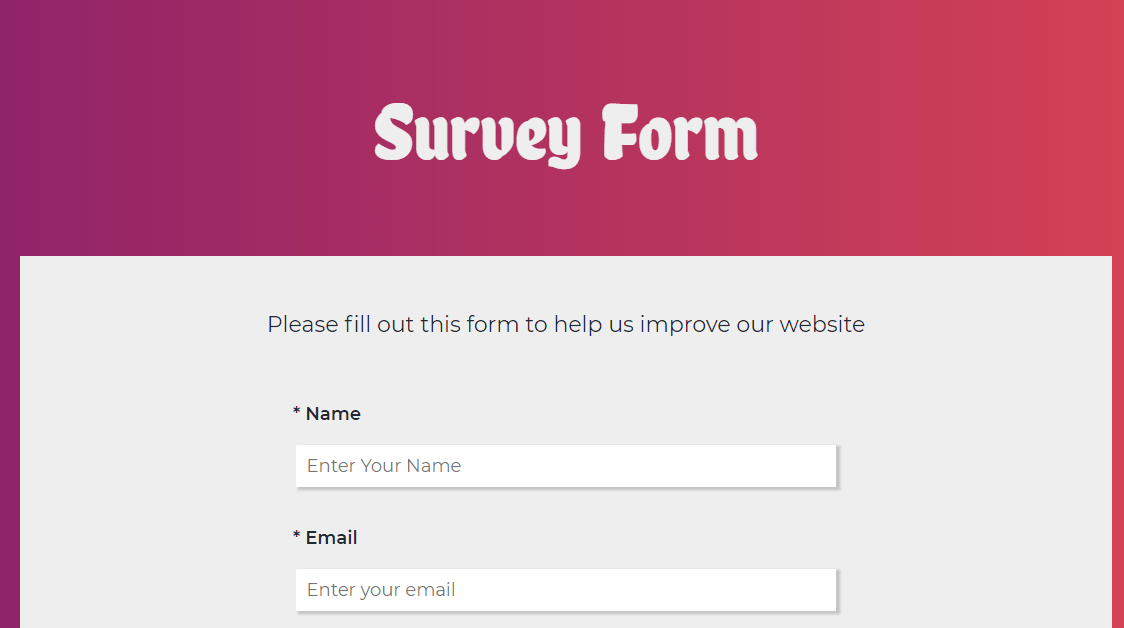 Survey Form
Please fill out this form to help us improve our website
* Name
Enter Your Name
* Email
Enter your email